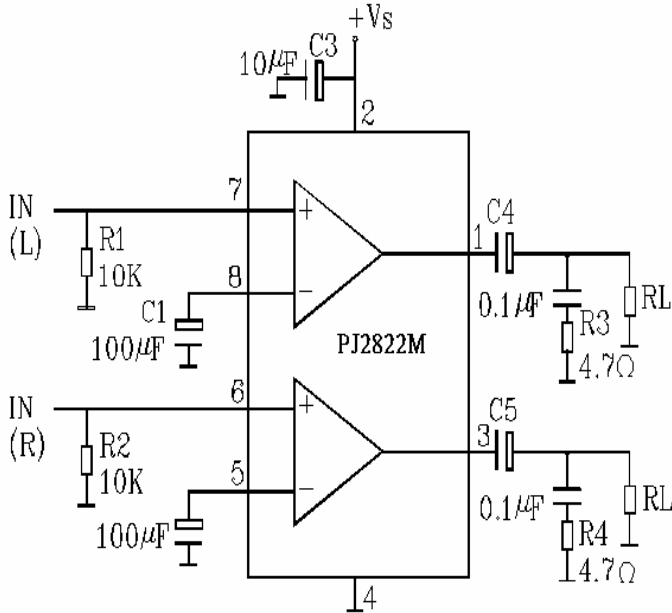 +Vs
C3
10μF
2
IN
(L)
7
R1
10K
8
C1
100μF
+
−
1
C4
0.1μF
R3
4.7Ω
RL
PJ2822M
IN
(R)
6
R2
10K
5
100μF
+
−
3
C5
0.1μF
R4
4.7Ω
RL
4